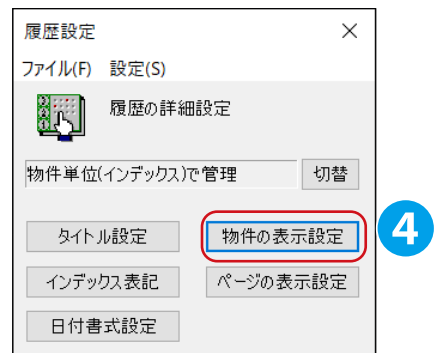 履歴設定
ファイル(F) 設定(S)
履歴の詳細設定
物件単位(インデックス)で管理 切替
タイトル設定 物件の表示設定 4
インデックス表記 ページの表示設定
日付書式設定